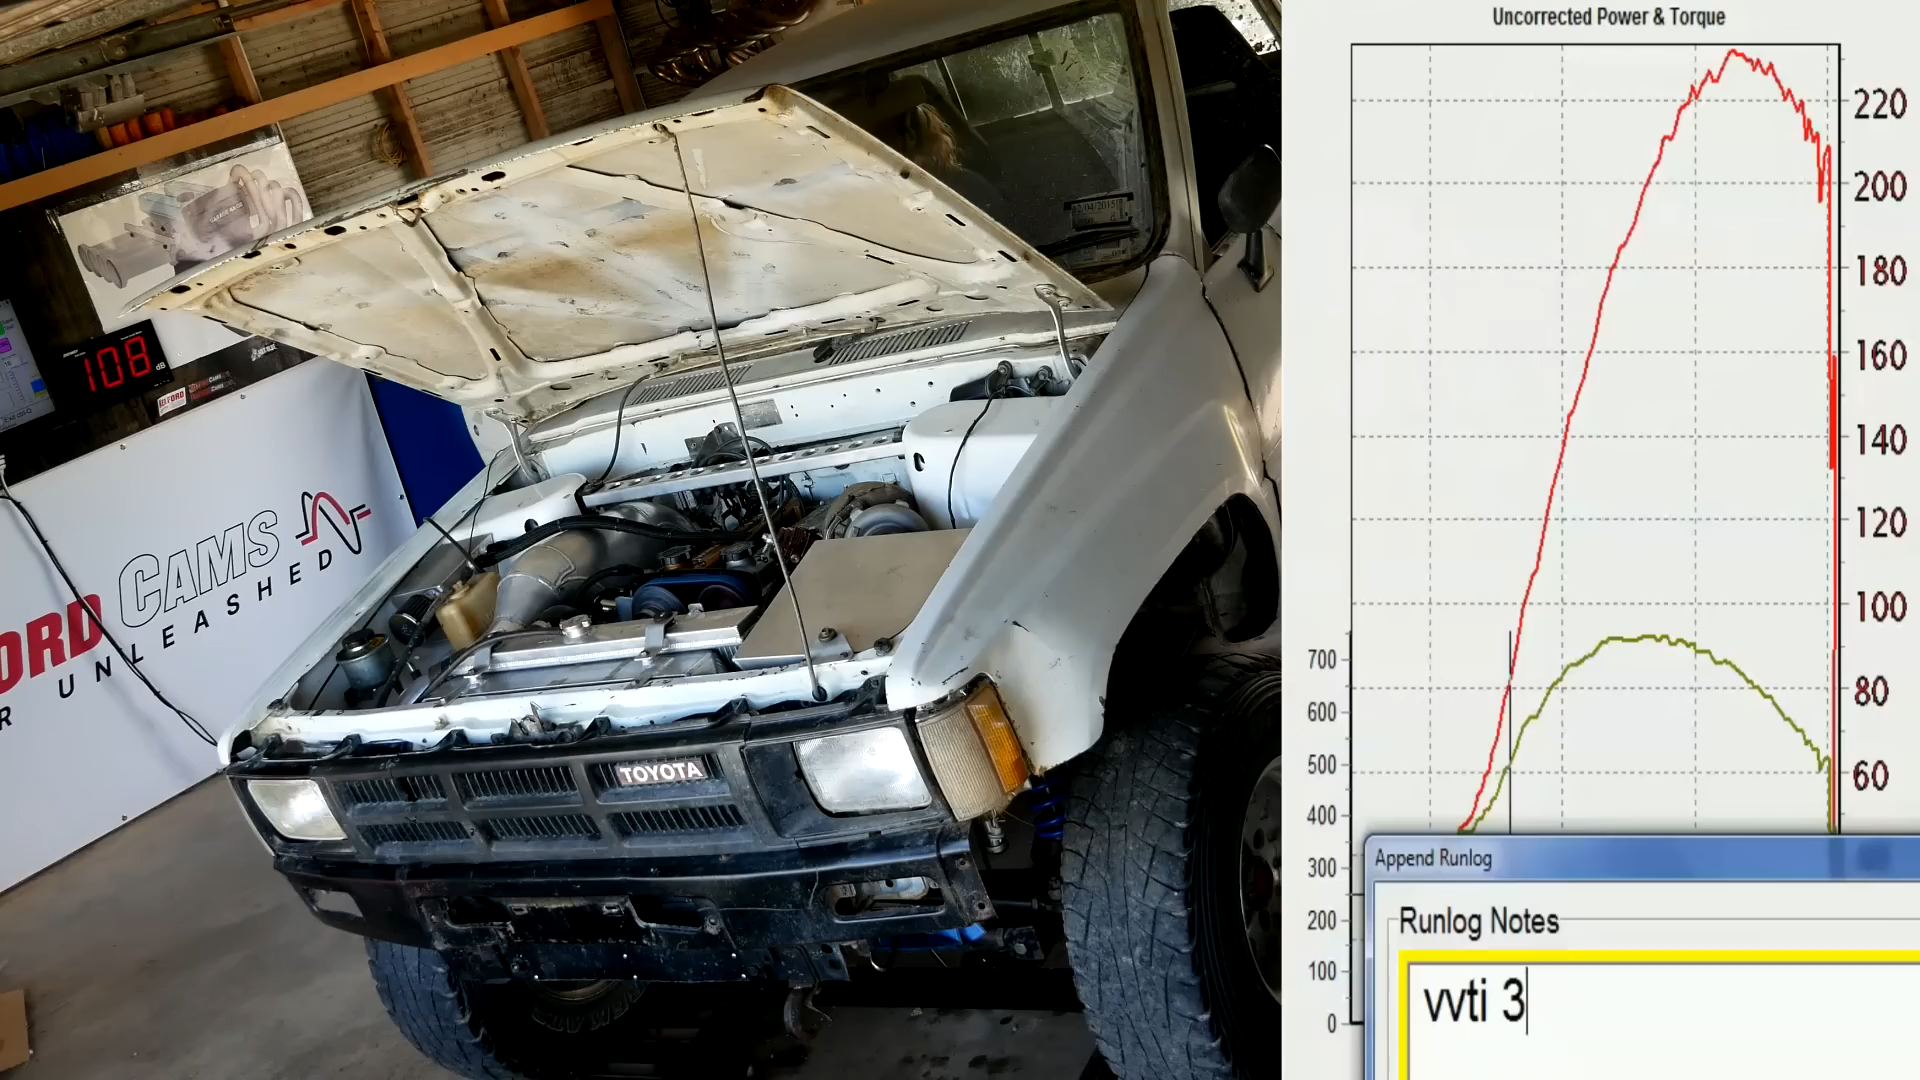 108
dB
ORD CAMS
R UNLEASHED
TOYOTA
Uncorrected Power & Torque
220
200
180
160
140
120
100
80
60
700
600
500
400
300
200
100
0
Append Runlog
Runlog Notes
vvti 3